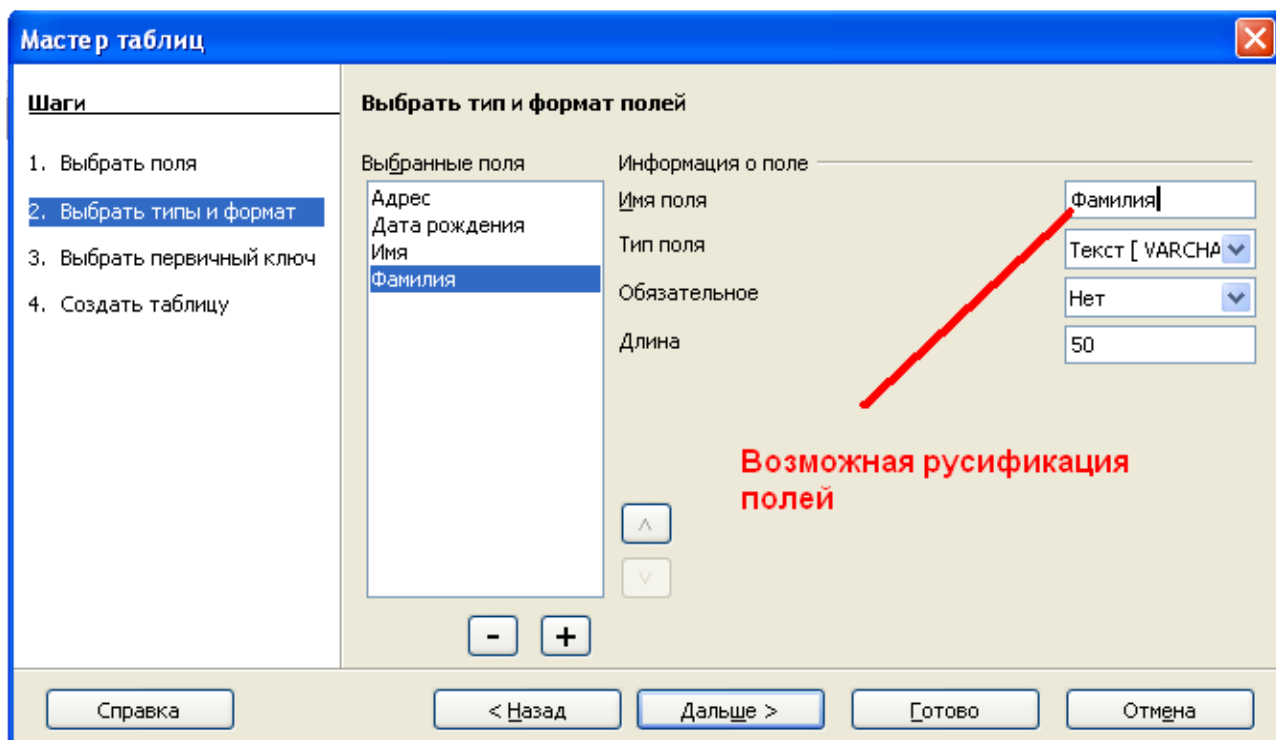 Мастер таблиц
Шаги
1. Выбрать поля
2. Выбрать типы и формат
3. Выбрать первичный ключ
4. Создать таблицу
Выбрать тип и формат полей
Выбранные поля
Адрес
Дата рождения
Имя
Фамилия
Информация о поле
Имя поля
Фамилия
Тип поля
Текст [ VARCHA
Обязательное
Нет
Длина
50
Возможная русификация
полей
- +
Справка
< Назад
Дальше >
Готово
Отмена